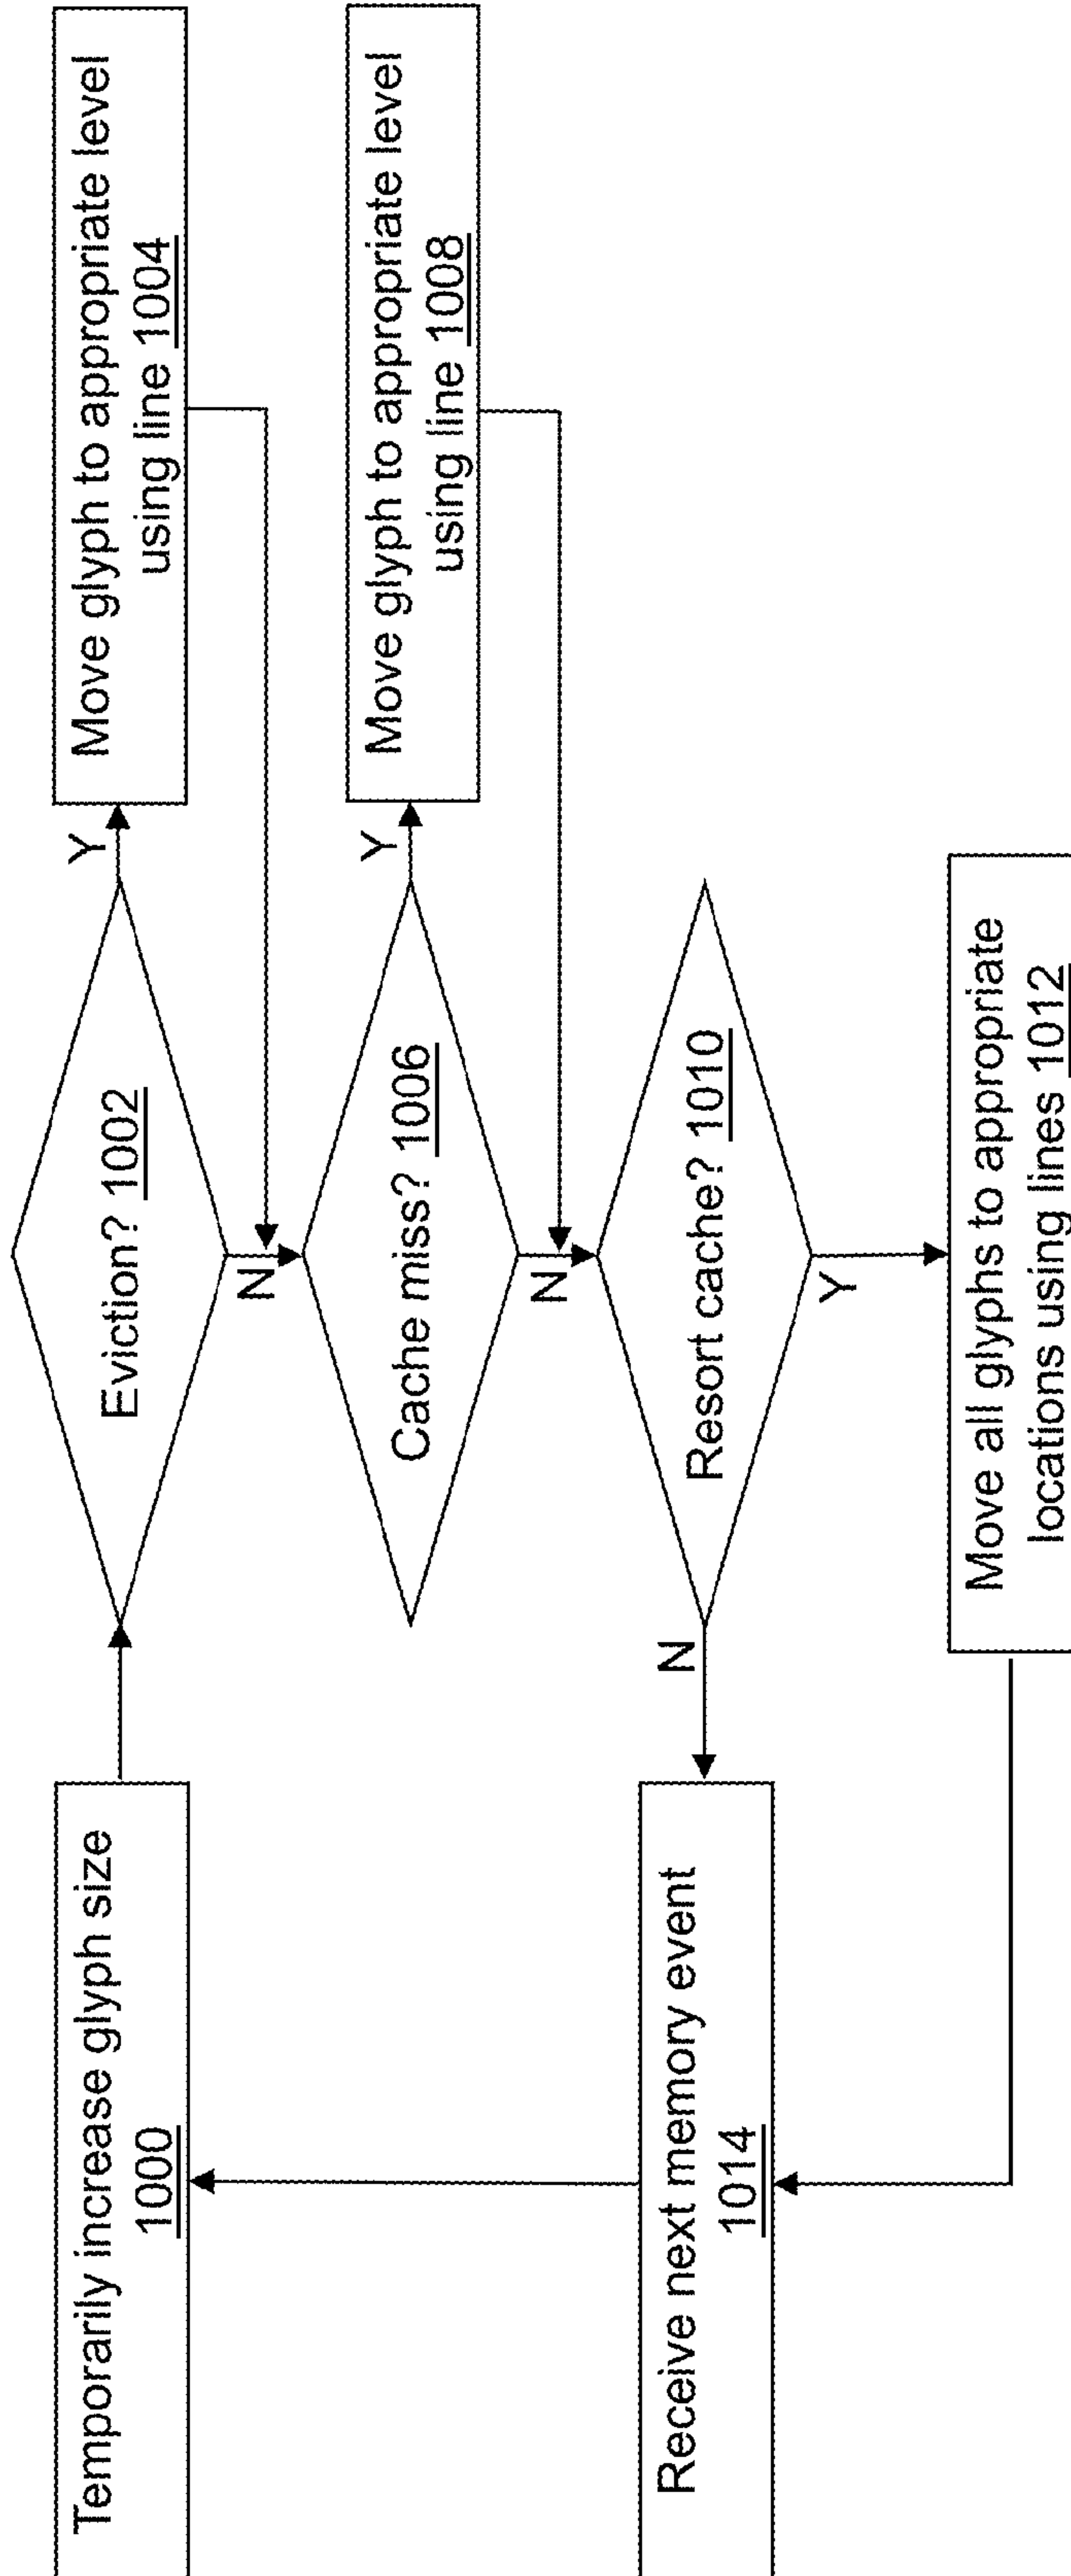 Temporarily increase glyph size
1000
Eviction? 1002
Y
Move glyph to appropriate level
using line 1004
N
Cache miss? 1006
Y
Move glyph to appropriate level
using line 1008
N
Receive next memory event
1014
N
Resort cache? 1010
Y
Move all glyphs to appropriate
locations using lines 1012